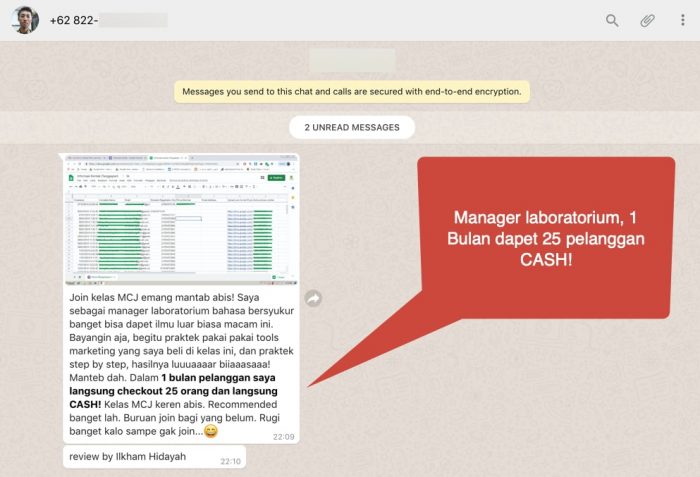 +62 822-
Messages you send to this chat and calls are secured with end-to-end encryption.
2 UNREAD MESSAGES
Join kelas MCJ emang mantab abis! Saya
sebagai manager laboratorium bahasa bersyukur
banget bisa dapet ilmu luar biasa macam ini.
Bayangin aja, begitu praktek pakai pakai tools
marketing yang saya beli di kelas ini, dan praktek
step by step, hasilnya luuuaaaar biiaaasaaa!
Manteb dah. Dalam 1 bulan pelanggan saya
langsung checkout 25 orang dan langsung
CASH! Kelas MCJ keren abis. Recommended
banget lah. Buruan join bagi yang belum. Rugi
banget kalo sampe gak join...😄
22:09
review by Ilkham Hidayah
22:10
Manager laboratorium, 1
Bulan dapet 25 pelanggan
CASH!